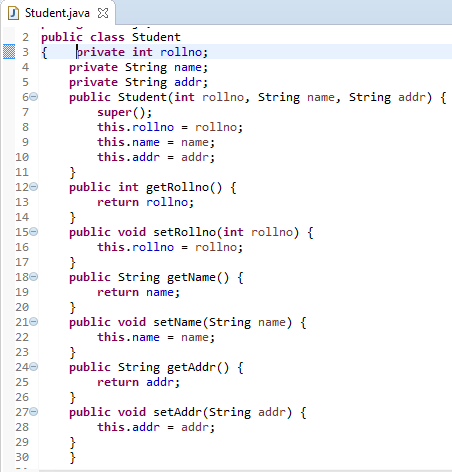 Student.java
2 public class Student
3 {    private int rollno;
4     private String name;
5     private String addr;
6     public Student(int rollno, String name, String addr) {
7         super();
8         this.rollno = rollno;
9         this.name = name;
10         this.addr = addr;
11     }
12     public int getRollno() {
13         return rollno;
14     }
15     public void setRollno(int rollno) {
16         this.rollno = rollno;
17     }
18     public String getName() {
19         return name;
20     }
21     public void setName(String name) {
22         this.name = name;
23     }
24     public String getAddr() {
25         return addr;
26     }
27     public void setAddr(String addr) {
28         this.addr = addr;
29     }
30     }